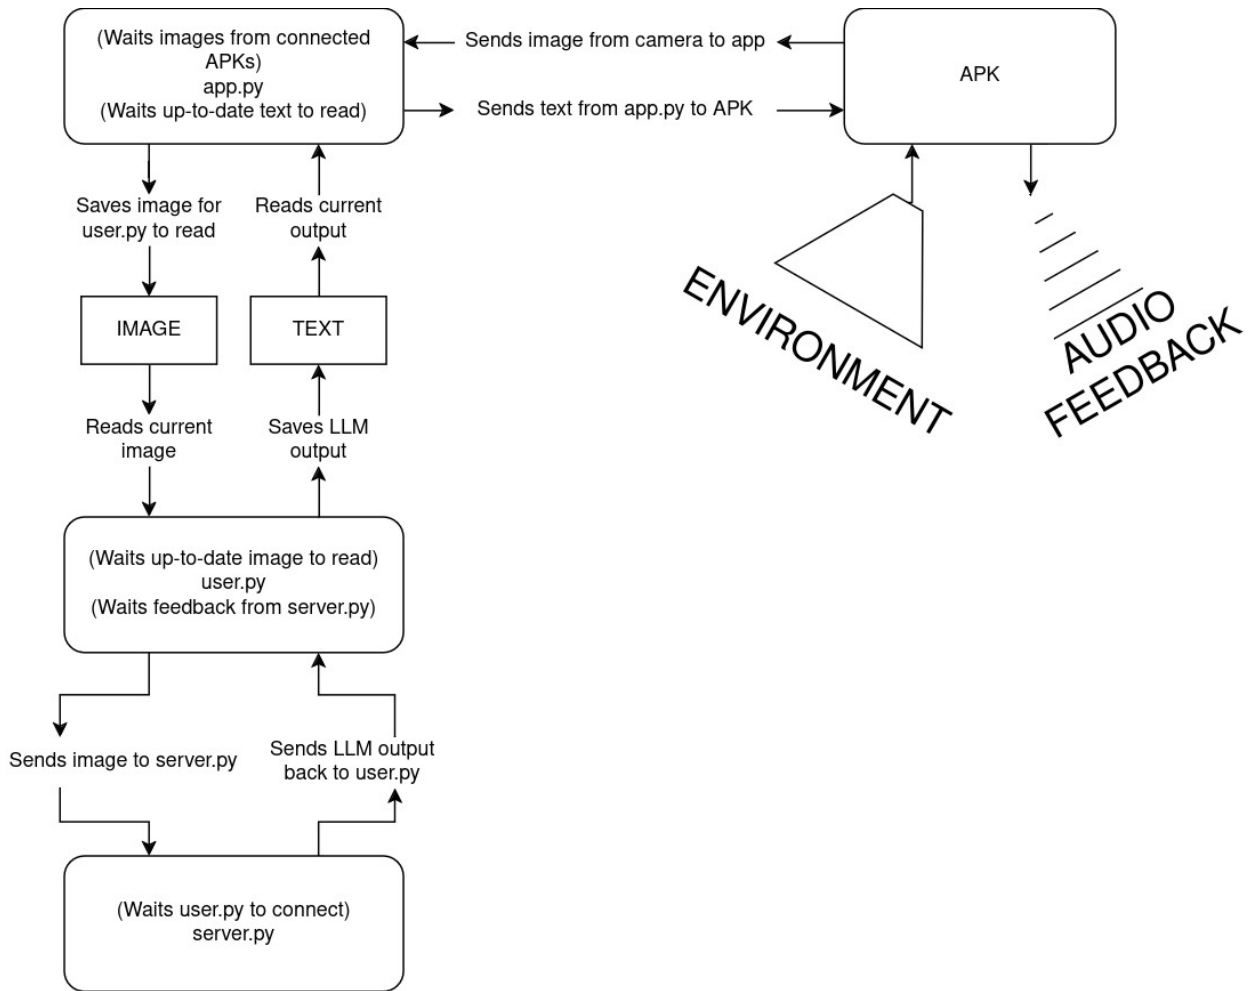 (Waits images from connected
APKs)
app.py
(Waits up-to-date text to read)
Sends image from camera to app
Sends text from app.py to APK
APK
Saves image for
user.py to read
Reads current
output
IMAGE
TEXT
ENVIRONMENT
AUDIO
FEEDBACK
Reads current
image
Saves LLM
output
(Waits up-to-date image to read)
user.py
(Waits feedback from server.py)
Sends image to server.py
Sends LLM output
back to user.py
(Waits user.py to connect)
server.py